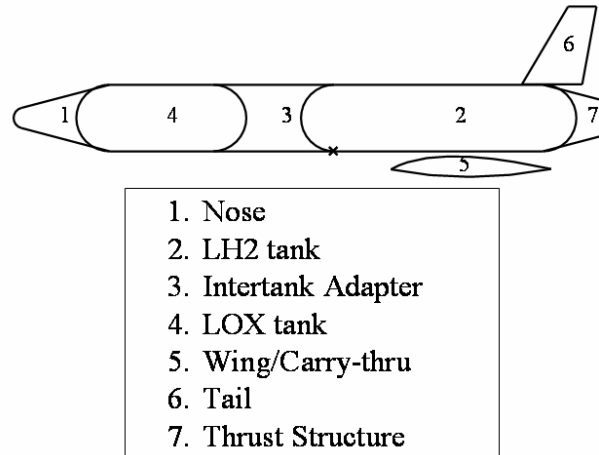 6
1
4
3
2
7
5
1. Nose
2. LH2 tank
3. Intertank Adapter
4. LOX tank
5. Wing/Carry-thru
6. Tail
7. Thrust Structure